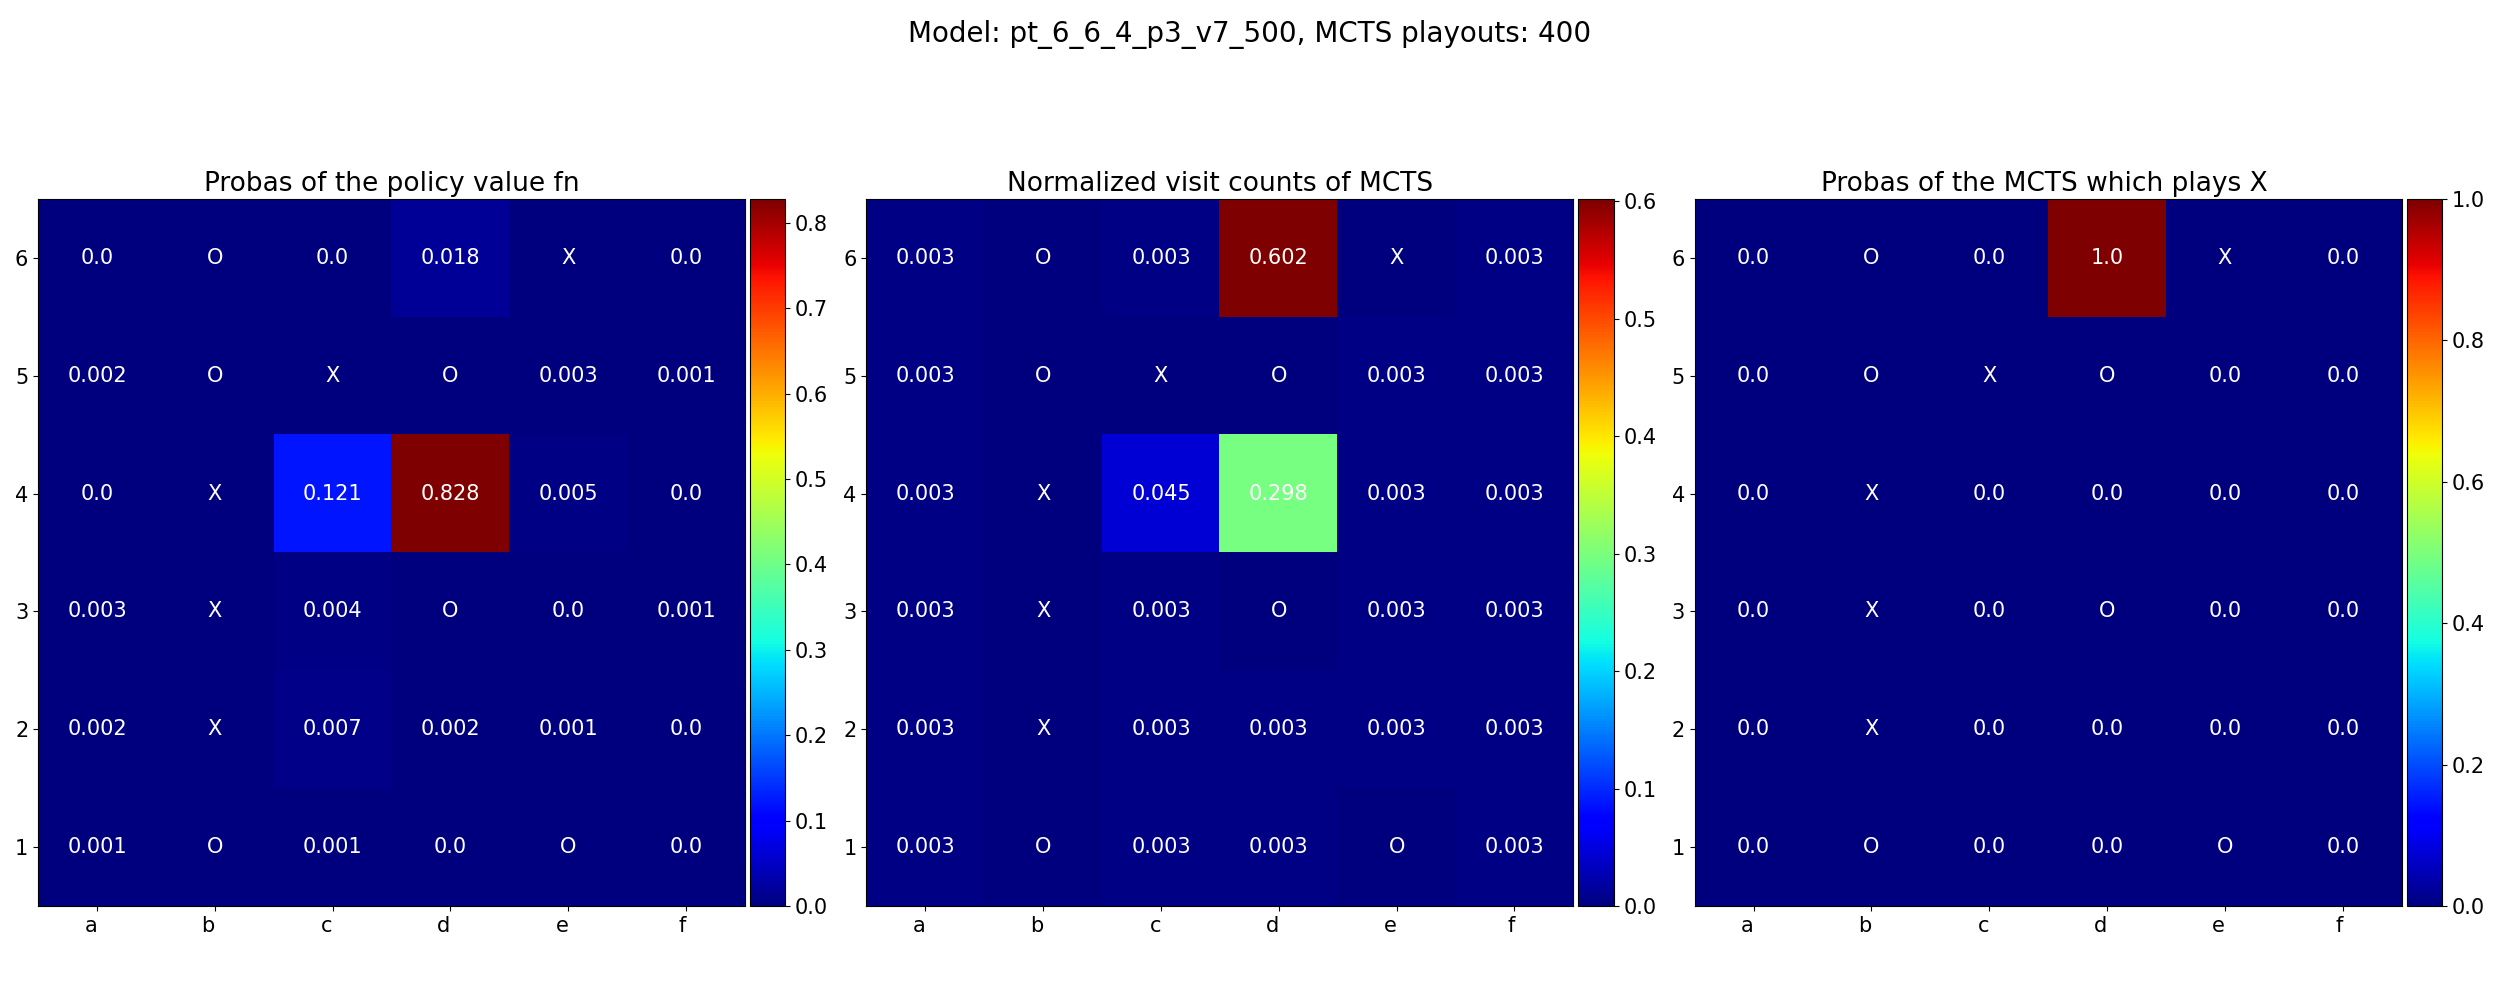 Model: pt_6_6_4_p3_v7_500, MCTS playouts: 400
Probas of the policy value fn
6 0.0 O 0.0 0.018 X 0.0
5 0.002 O X O 0.003 0.001
4 0.0 X 0.121 0.828 0.005 0.0
3 0.003 X 0.004 O 0.0 0.001
2 0.002 X 0.007 0.002 0.001 0.0
1 0.001 O 0.001 0.0 O 0.0
a b c d e f
0.8
0.7
0.6
0.5
0.4
0.3
0.2
0.1
0.0
Normalized visit counts of MCTS
6 0.003 O 0.003 0.602 X 0.003
5 0.003 O X O 0.003 0.003
4 0.003 X 0.045 0.298 0.003 0.003
3 0.003 X 0.003 O 0.003 0.003
2 0.003 X 0.003 0.003 0.003 0.003
1 0.003 O 0.003 0.003 O 0.003
a b c d e f
0.6
0.5
0.4
0.3
0.2
0.1
0.0
Probas of the MCTS which plays X
6 0.0 O 0.0 1.0 X 0.0
5 0.0 O X O 0.0 0.0
4 0.0 X 0.0 0.0 0.0 0.0
3 0.0 X 0.0 O 0.0 0.0
2 0.0 X 0.0 0.0 0.0 0.0
1 0.0 O 0.0 0.0 O 0.0
a b c d e f
1.0
0.8
0.6
0.4
0.2
0.0